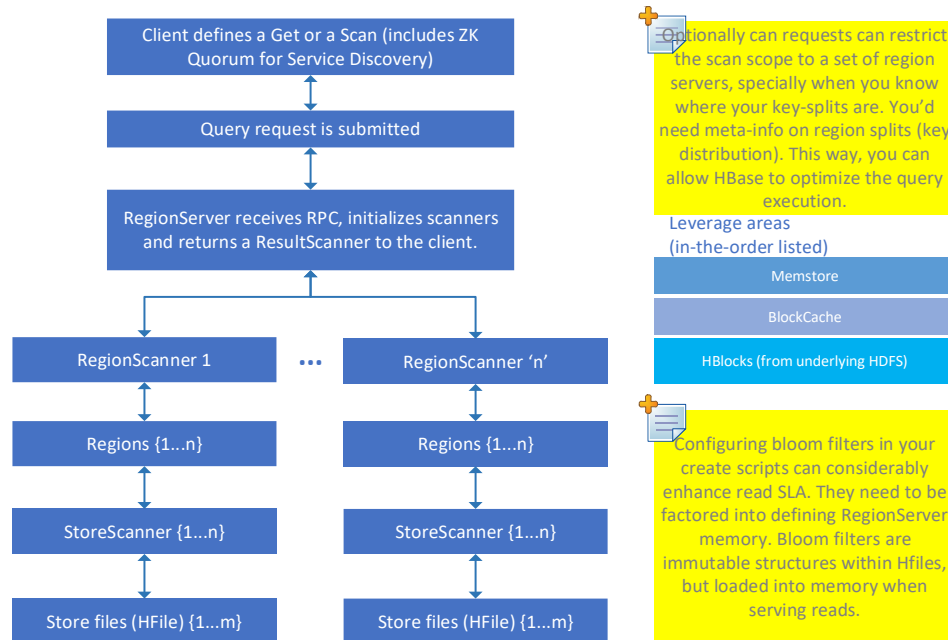 Client defines a Get or a Scan (includes ZK
Quorum for Service Discovery)
Query request is submitted
RegionServer receives RPC, initializes scanners
and returns a ResultScanner to the client.
RegionScanner 1
...
RegionScanner ‘n’
Regions {1...n}
Regions {1...n}
StoreScanner {1...n}
StoreScanner {1...n}
Store files (HFile) {1...m}
Store files (HFile) {1...m}
Optionally can requests can restrict
the scan scope to a set of region
servers, specially when you know
where your key-splits are. You’d
need meta-info on region splits (key
distribution). This way, you can
allow HBase to optimize the query
execution.
Leverage areas
(in-the-order listed)
Memstore
BlockCache
HBlocks (from underlying HDFS)
Configuring bloom filters in your
create scripts can considerably
enhance read SLA. They need to be
factored into defining RegionServer
memory. Bloom filters are
immutable structures within Hfiles,
but loaded into memory when
serving reads.